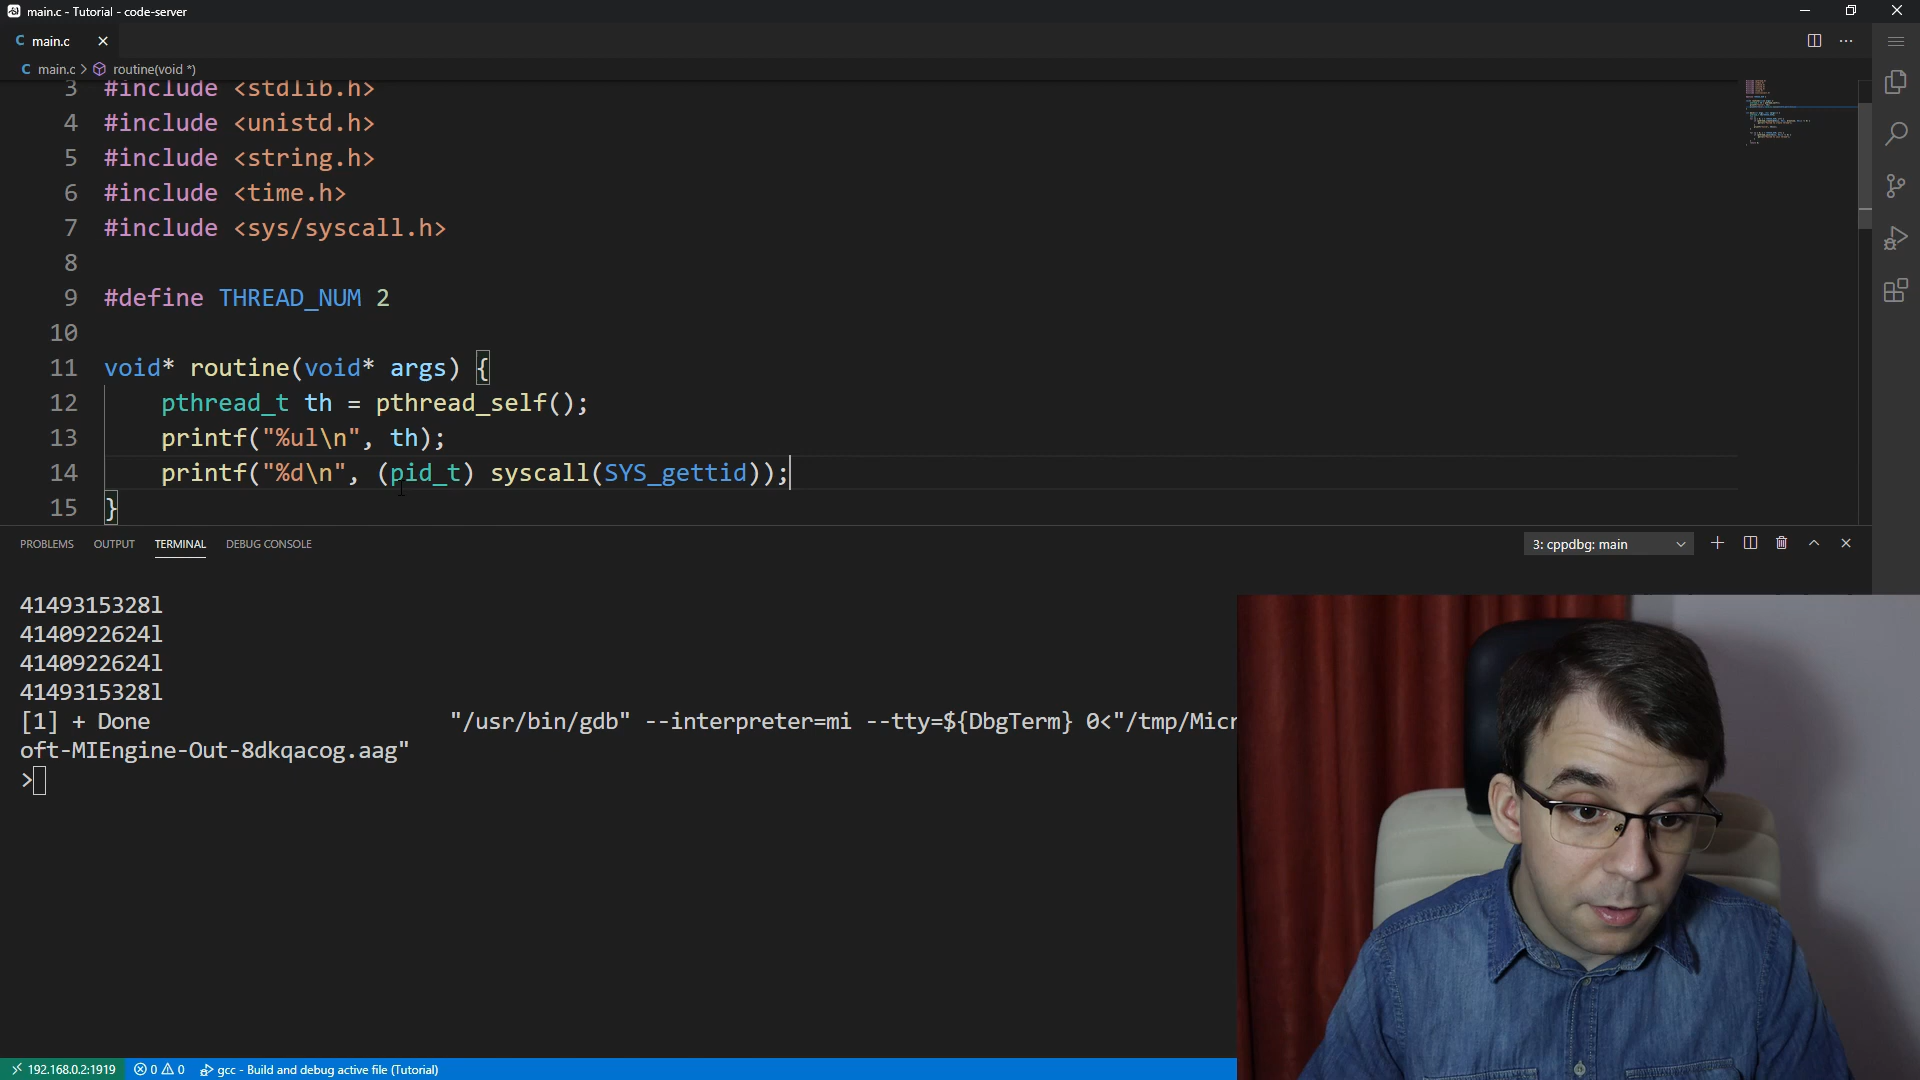 main.c - Tutorial - code-server
C main.c
C main.c > routine(void *)
3 #include <stdlib.h>
4 #include <unistd.h>
5 #include <string.h>
6 #include <time.h>
7 #include <sys/syscall.h>
8
9 #define THREAD_NUM 2
10
11 void* routine(void* args) {
12 pthread_t th = pthread_self();
13 printf("%ul\n", th);
14 printf("%d\n", (pid_t) syscall(SYS_gettid));
15 }
PROBLEMS OUTPUT TERMINAL DEBUG CONSOLE 3: cppdbg: main
4149315328l
4140922624l
4140922624l
4149315328l
[1] + Done "/usr/bin/gdb" --interpreter=mi --tty=${DbgTerm} 0<"/tmp/Micr
oft-MIEngine-Out-8dkqacog.aag"
>
192.168.0.2:1919 0 0 gcc - Build and debug active file (Tutorial)